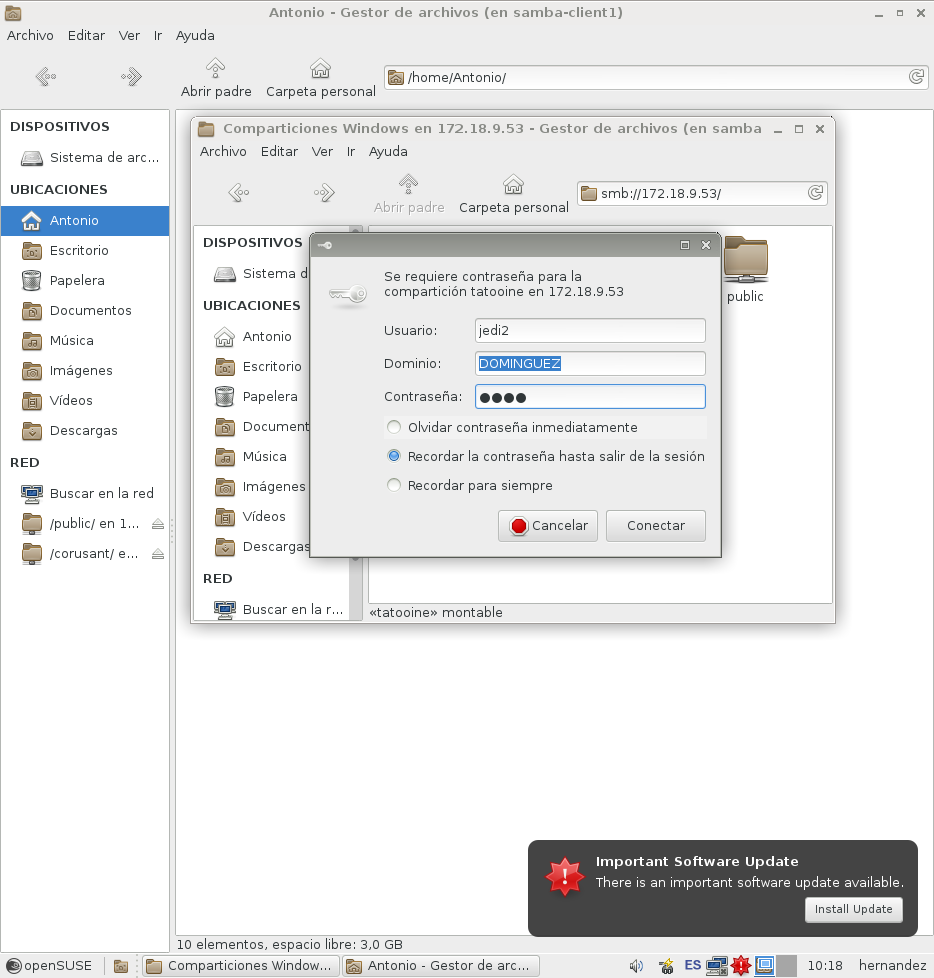 Antonio - Gestor de archivos (en samba-client1)
Archivo Editar Ver Ir Ayuda
Abrir padre Carpeta personal /home/Antonio/
DISPOSITIVOS
Sistema de arc...
UBICACIONES
Antonio
Escritorio
Papelera
Documentos
Música
Imágenes
Vídeos
Descargas
RED
Buscar en la red
/public/ en 1...
/corusant/ e...
Comparticiones Windows en 172.18.9.53 - Gestor de archivos (en samba
Archivo Editar Ver Ir Ayuda
Abrir padre Carpeta personal smb://172.18.9.53/
DISPOSITIVOS
Sistema d
UBICACIONES
Antonio
Escritorio
Papelera
Document
Música
Imágenes
Vídeos
Descargas
RED
Buscar en la r...
public
«tatooine» montable
Se requiere contraseña para la
compartición tatooine en 172.18.9.53
Usuario: jedi2
Dominio: DOMINGUEZ
Contraseña: ●●●●
Olvidar contraseña inmediatamente
Recordar la contraseña hasta salir de la sesión
Recordar para siempre
Cancelar Conectar
Important Software Update
There is an important software update available.
Install Update
10 elementos, espacio libre: 3,0 GB
openSUSE Comparticiones Window... Antonio - Gestor de arc... ES 10:18 hernandez